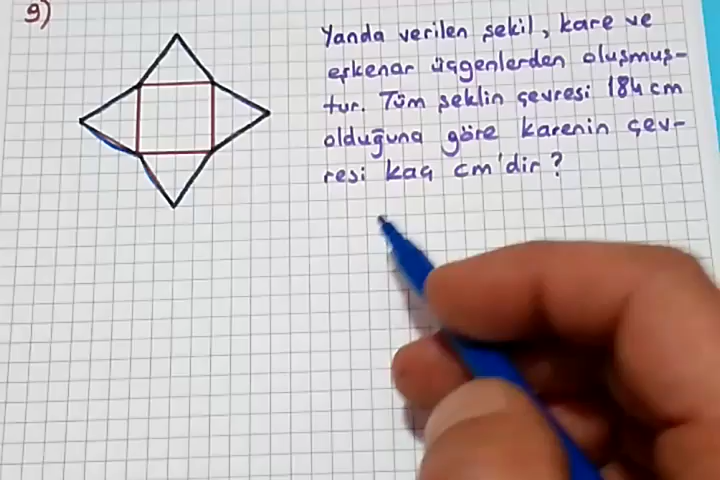 9)
Yanda verilen şekil, kare ve
eşkenar üçgenlerden oluşmuş-
tur. Tüm şeklin çevresi 184 cm
olduğuna göre karenin çev-
resi kaç cm'dir?